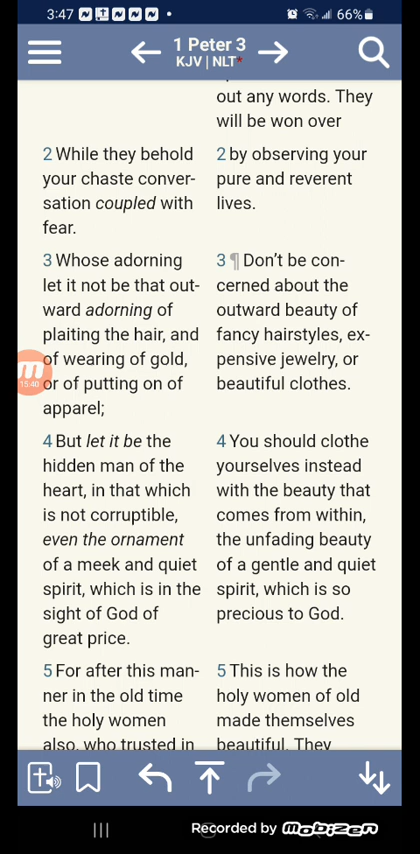 3:47 66%
1 Peter 3
KJV | NLT*
out any words. They
will be won over
2 While they behold
your chaste conver-
sation coupled with
fear.
2 by observing your
pure and reverent
lives.
3 Whose adorning
let it not be that out-
ward adorning of
plaiting the hair, and
of wearing of gold,
or of putting on of
apparel;
3 ¶ Don't be con-
cerned about the
outward beauty of
fancy hairstyles, ex-
pensive jewelry, or
beautiful clothes.
15:40
4 But let it be the
hidden man of the
heart, in that which
is not corruptible,
even the ornament
of a meek and quiet
spirit, which is in the
sight of God of
great price.
4 You should clothe
yourselves instead
with the beauty that
comes from within,
the unfading beauty
of a gentle and quiet
spirit, which is so
precious to God.
5 For after this man-
ner in the old time
the holy women
also, who trusted in
5 This is how the
holy women of old
made themselves
beautiful. They
Recorded by mobizen